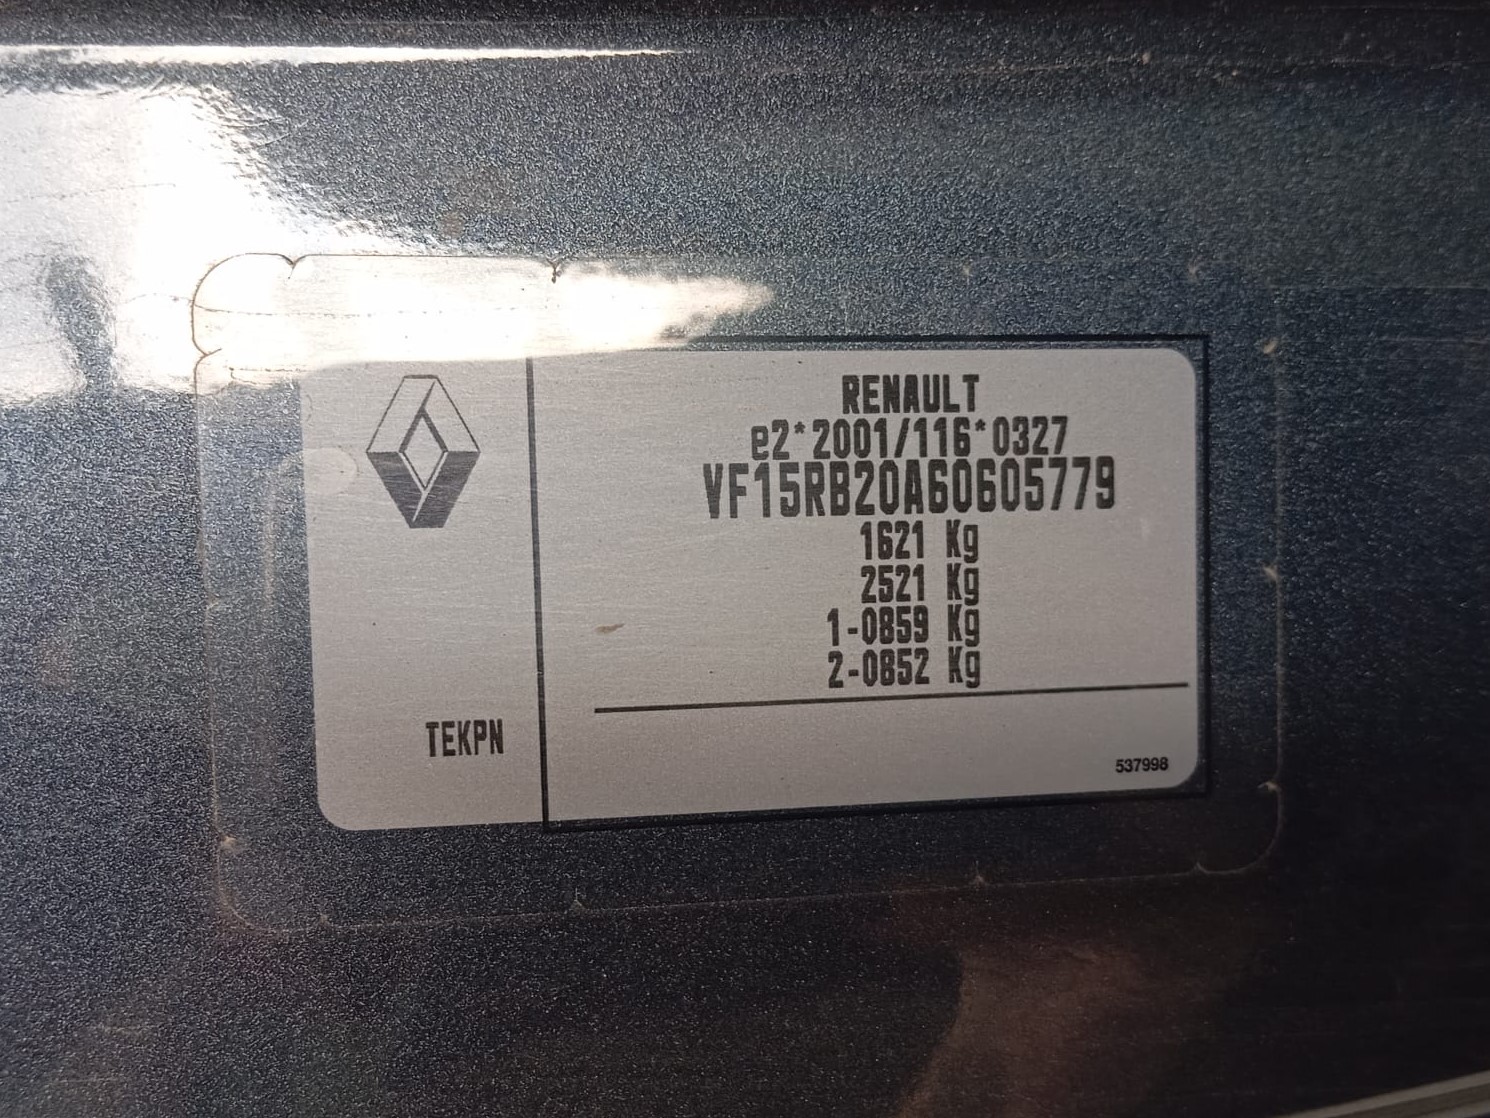 RENAULT
e2*2001/116*0327
VF15RB20A60605779
1621 Kg
2521 Kg
1-0859 Kg
2-0852 Kg
TEKPN
537998